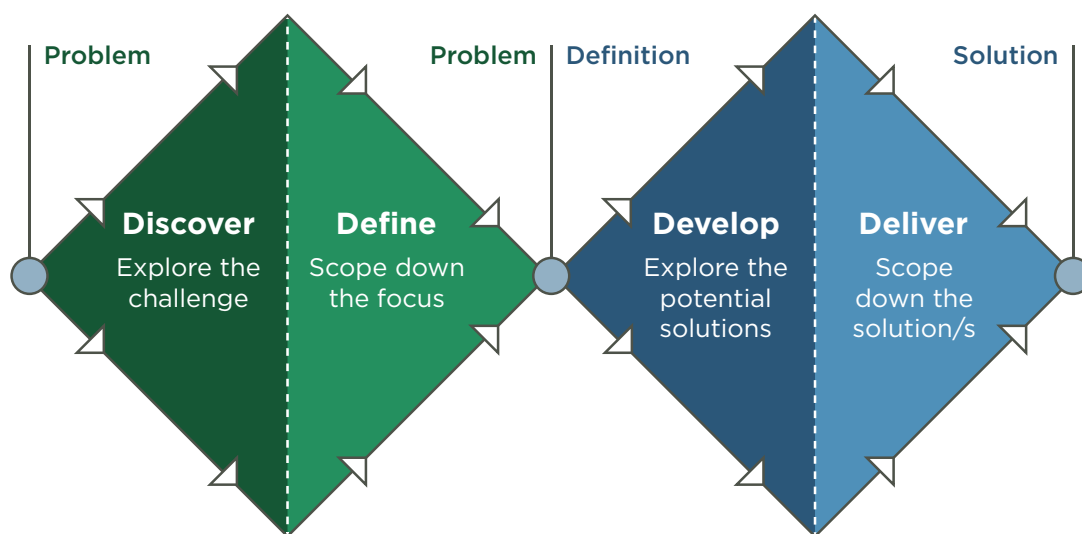 Problem
Problem
Definition
Solution
Discover
Explore the
challenge
Define
Scope down
the focus
Develop
Explore the
potential
solutions
Deliver
Scope
down the
solution/s